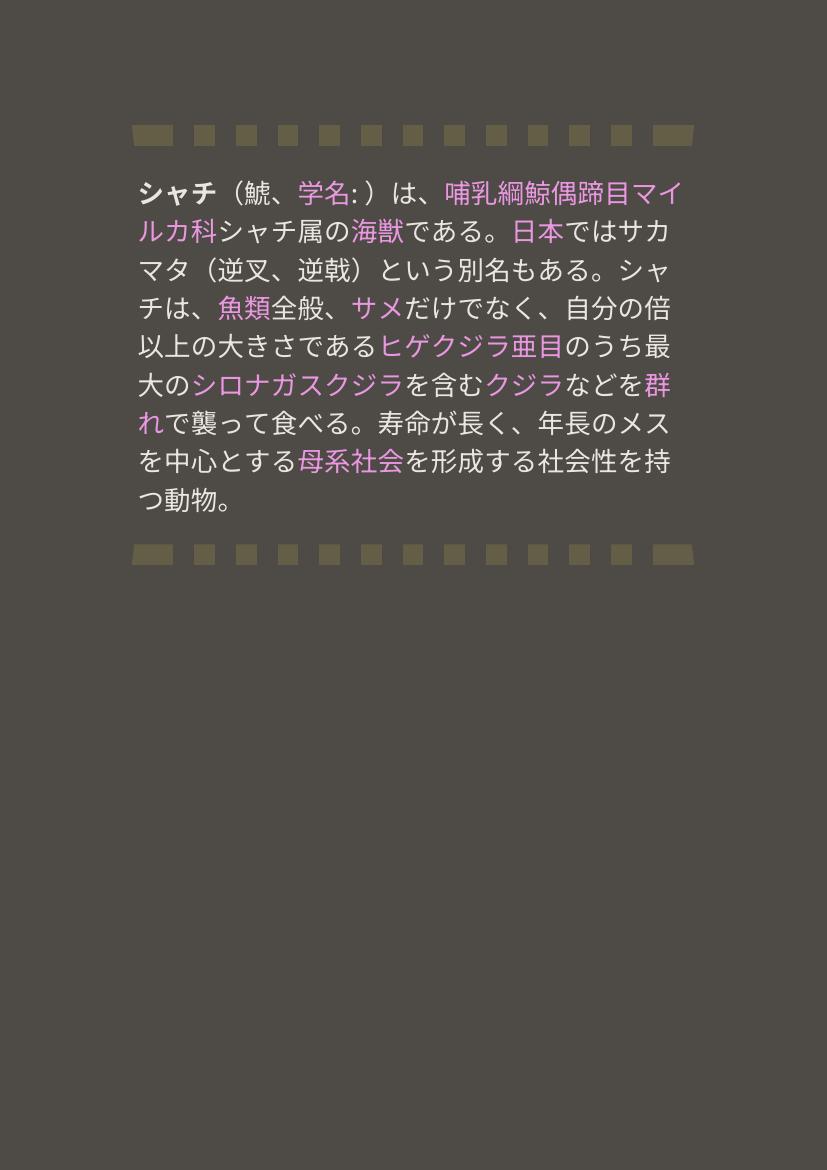 シャチ（鯱、学名: ）は、哺乳綱鯨偶蹄目マイ
ルカ科シャチ属の海獣である。日本ではサカ
マタ（逆叉、逆戟）という別名もある。シャ
チは、魚類全般、サメだけでなく、自分の倍
以上の大きさであるヒゲクジラ亜目のうち最
大のシロナガスクジラを含むクジラなどを群
れで襲って食べる。寿命が長く、年長のメス
を中心とする母系社会を形成する社会性を持
つ動物。